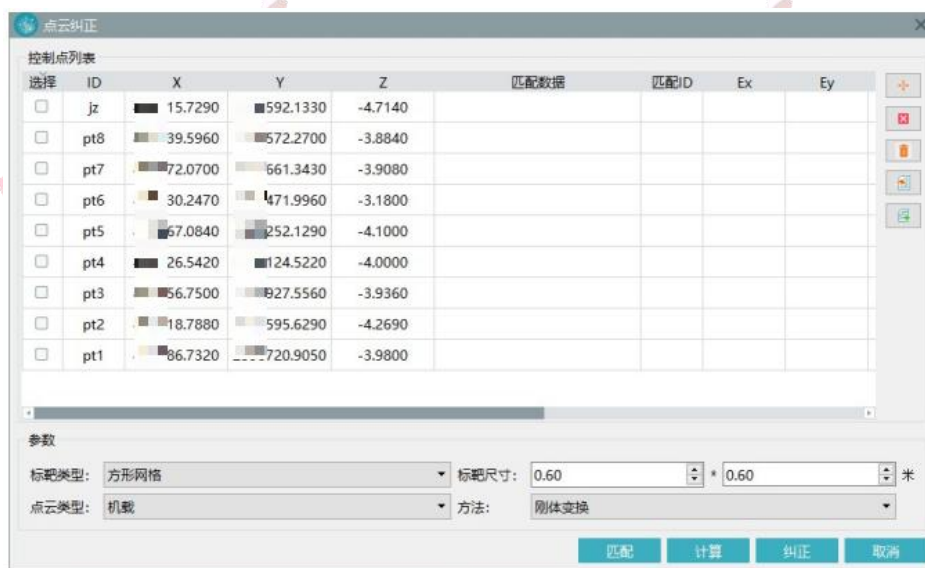 点云纠正
控制点列表
选择 ID X Y Z 匹配数据 匹配ID Ex Ey
jz 15.7290 592.1330 -4.7140
pt8 39.5960 572.2700 -3.8840
pt7 72.0700 661.3430 -3.9080
pt6 30.2470 471.9960 -3.1800
pt5 67.0840 252.1290 -4.1000
pt4 26.5420 124.5220 -4.0000
pt3 56.7500 927.5560 -3.9360
pt2 18.7880 595.6290 -4.2690
pt1 86.7320 720.9050 -3.9800
参数
标靶类型: 方形网格 标靶尺寸: 0.60 * 0.60 米
点云类型: 机载 方法: 刚体变换
匹配 计算 纠正 取消